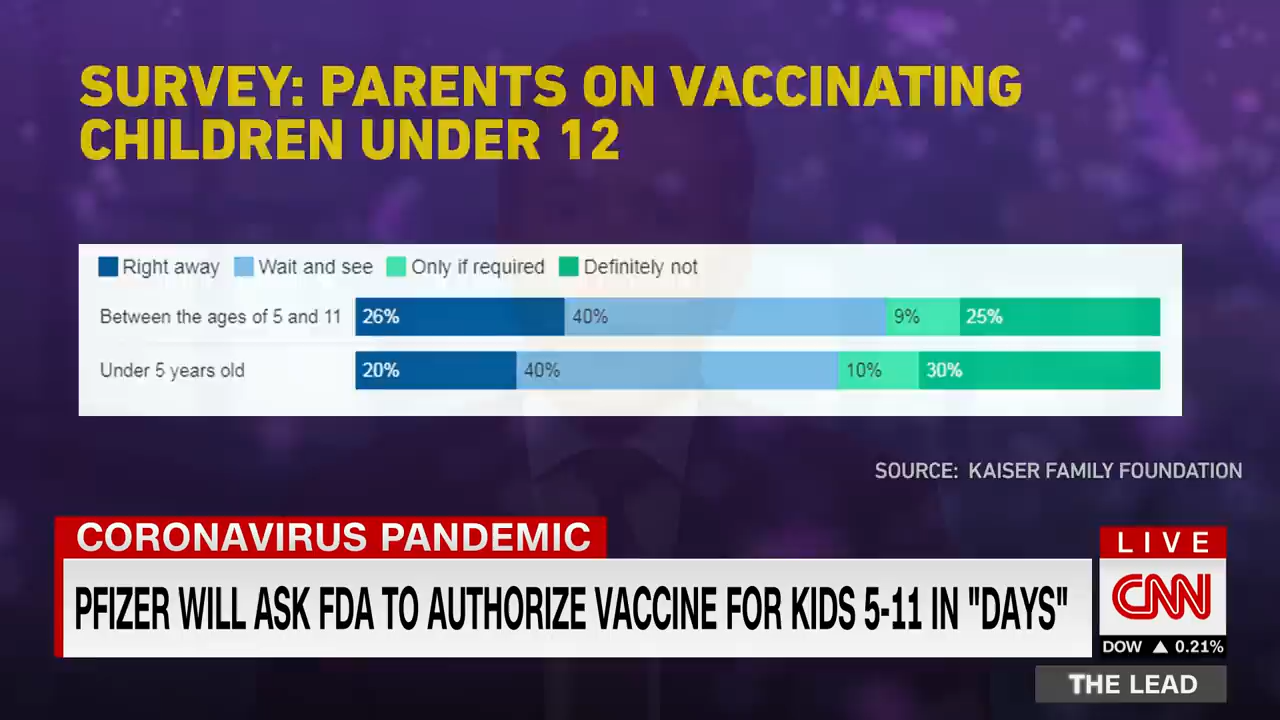 SURVEY: PARENTS ON VACCINATING
CHILDREN UNDER 12
Right away Wait and see Only if required Definitely not
Between the ages of 5 and 11 26% 40% 9% 25%
Under 5 years old 20% 40% 10% 30%
SOURCE: KAISER FAMILY FOUNDATION
CORONAVIRUS PANDEMIC
PFIZER WILL ASK FDA TO AUTHORIZE VACCINE FOR KIDS 5-11 IN "DAYS"
LIVE
CNN
DOW ▲ 0.21%
THE LEAD